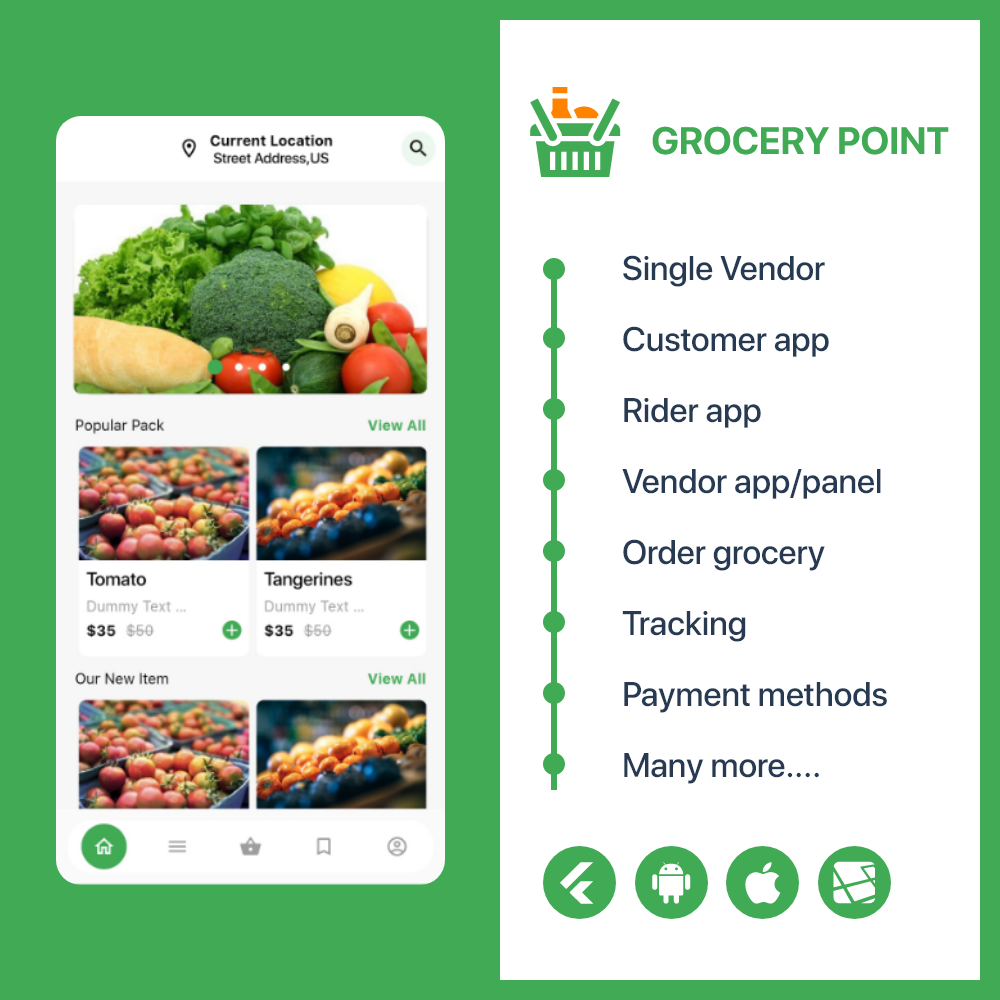 Current Location
Street Address,US
Popular Pack
View All
Tomato
Dummy Text ...
$35 $50
Tangerines
Dummy Text ...
$35 $50
Our New Item
View All
GROCERY POINT
Single Vendor
Customer app
Rider app
Vendor app/panel
Order grocery
Tracking
Payment methods
Many more....